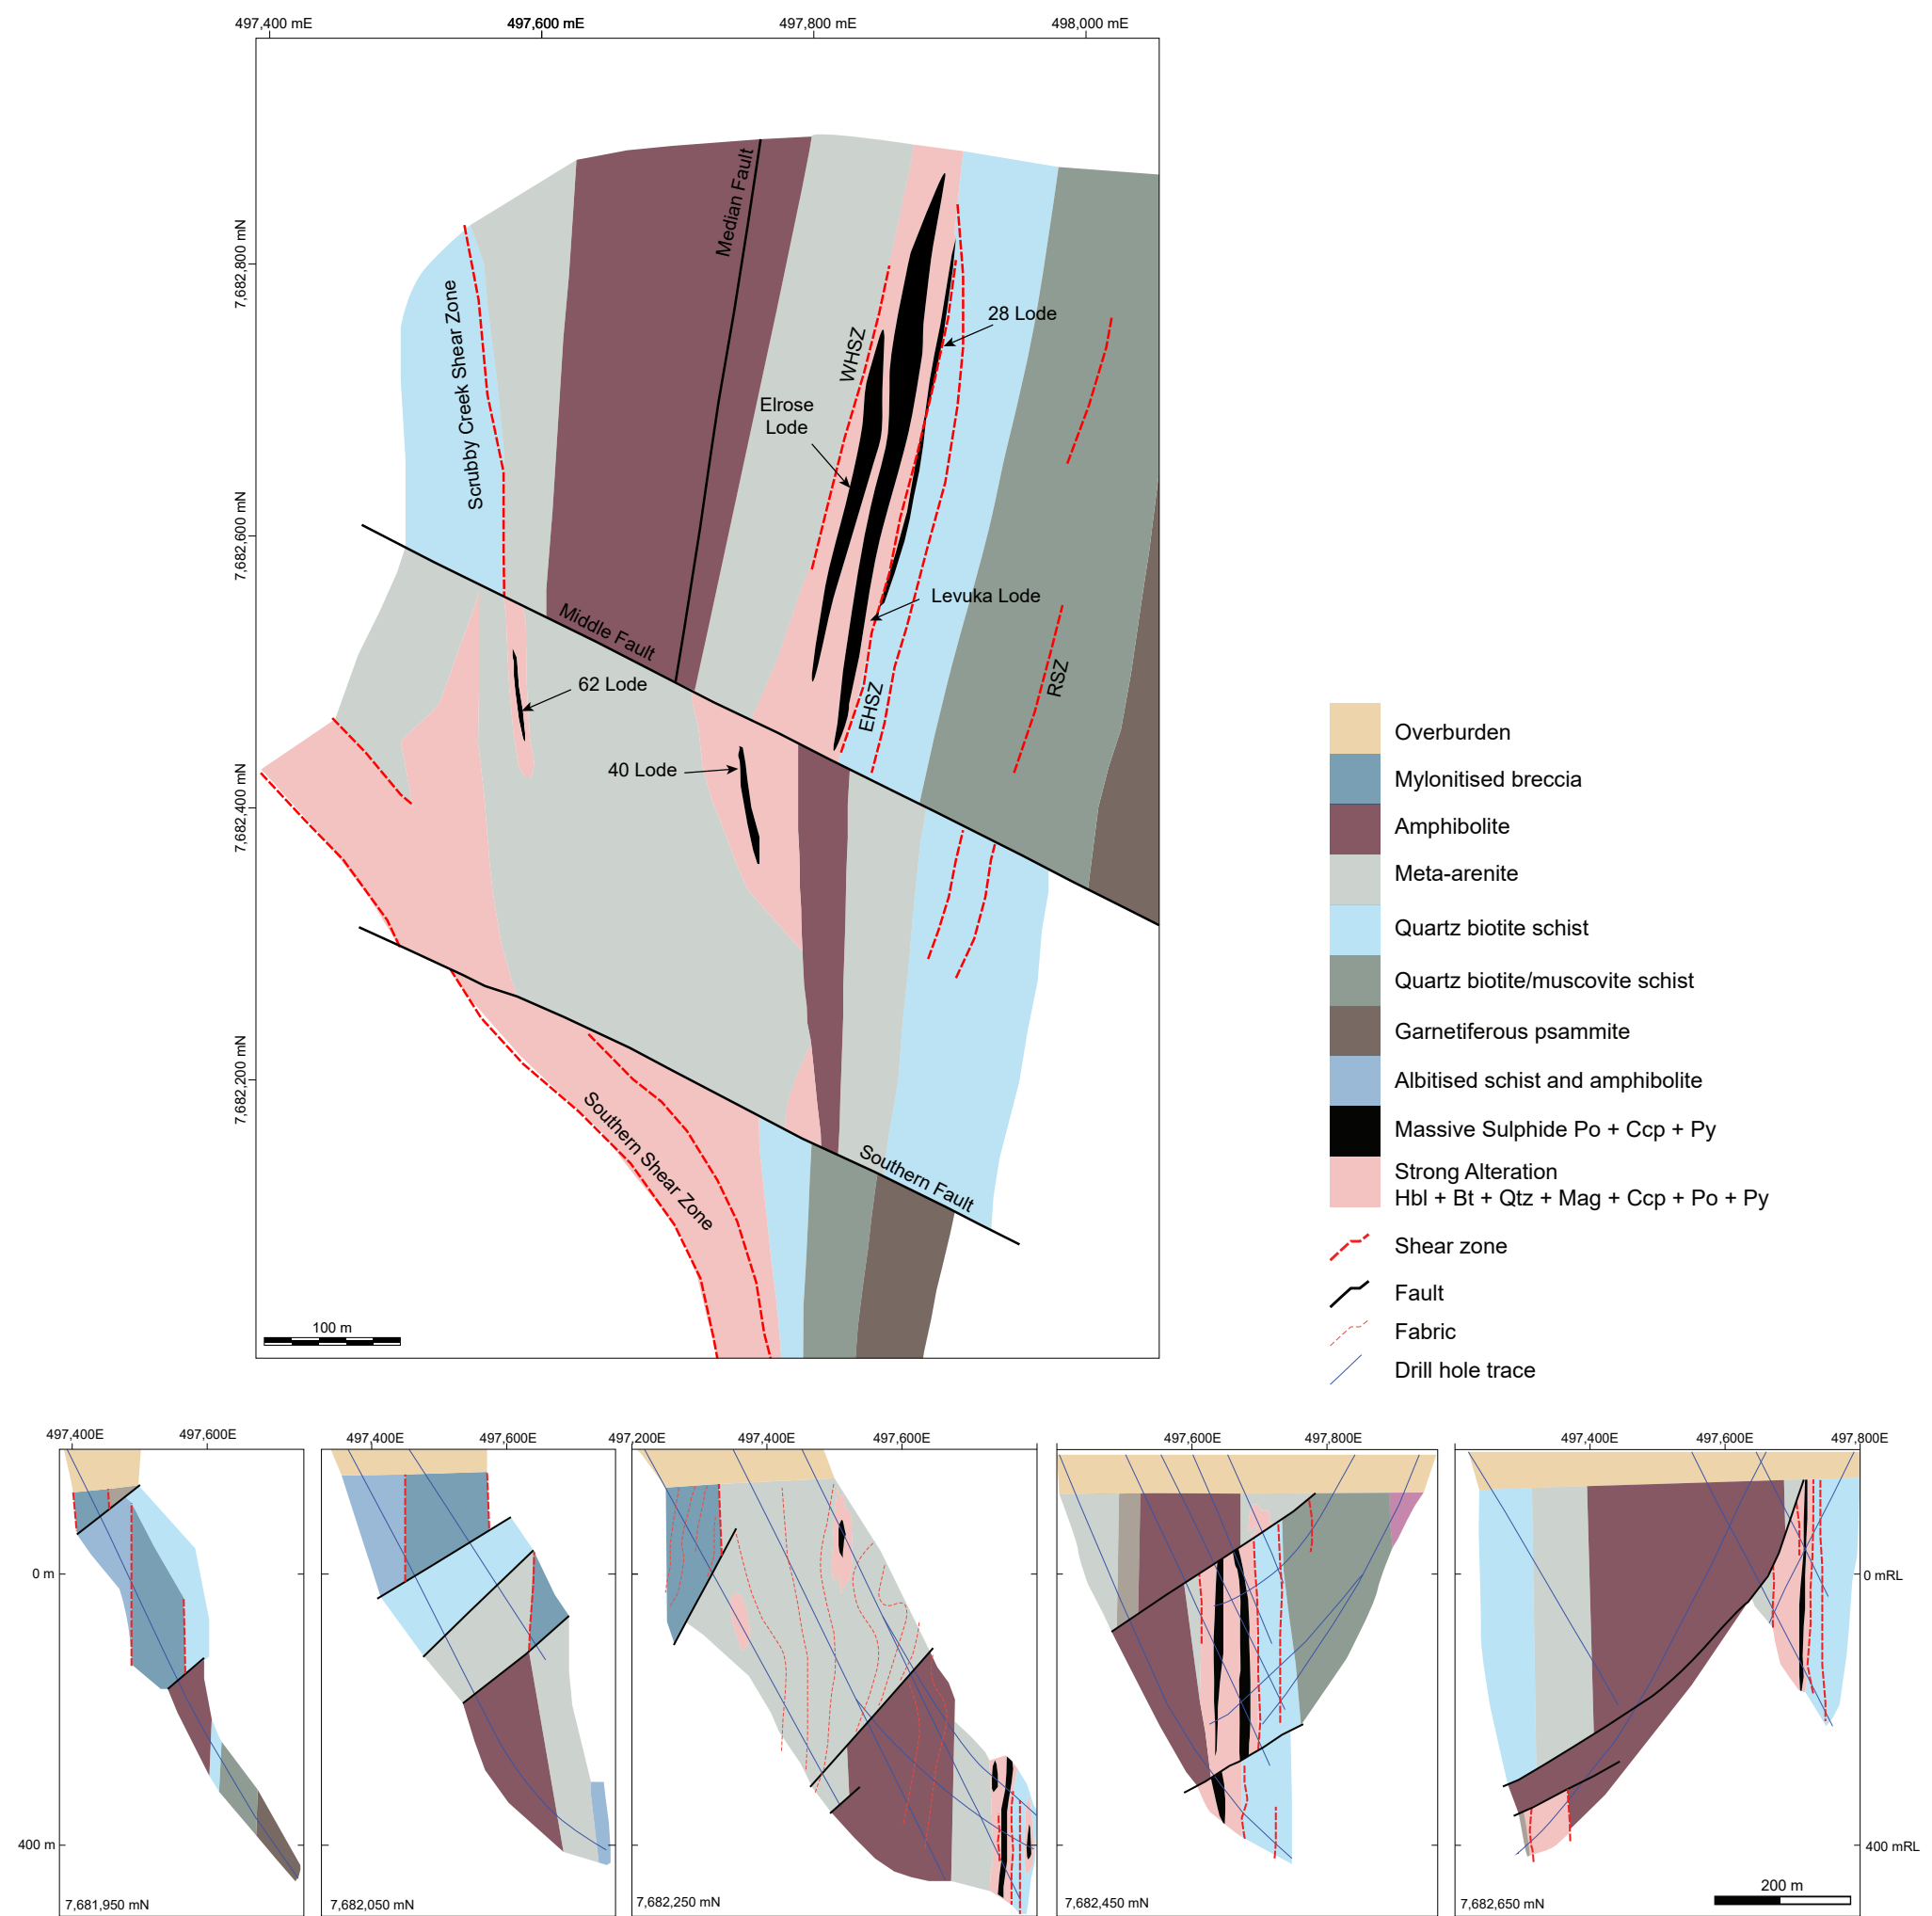 497,400 mE
497,600 mE
497,800 mE
498,000 mE
7,682,800 mN
7,682,600 mN
7,682,400 mN
7,682,200 mN
Median Fault
Scrubby Creek Shear Zone
WHSZ
28 Lode
Elrose
Lode
Levuka Lode
Middle Fault
62 Lode
EHSZ
RSZ
40 Lode
Southern Shear Zone
Southern Fault
100 m
Overburden
Mylonitised breccia
Amphibolite
Meta-arenite
Quartz biotite schist
Quartz biotite/muscovite schist
Garnetiferous psammite
Albitised schist and amphibolite
Massive Sulphide Po + Ccp + Py
Strong Alteration
Hbl + Bt + Qtz + Mag + Ccp + Po + Py
Shear zone
Fault
Fabric
Drill hole trace
497,400E
497,600E
0 m
400 m
7,681,950 mN
497,400E
497,600E
7,682,050 mN
497,200E
497,400E
497,600E
7,682,250 mN
497,600E
497,800E
7,682,450 mN
497,400E
497,600E
497,800E
0 mRL
400 mRL
200 m
7,682,650 mN